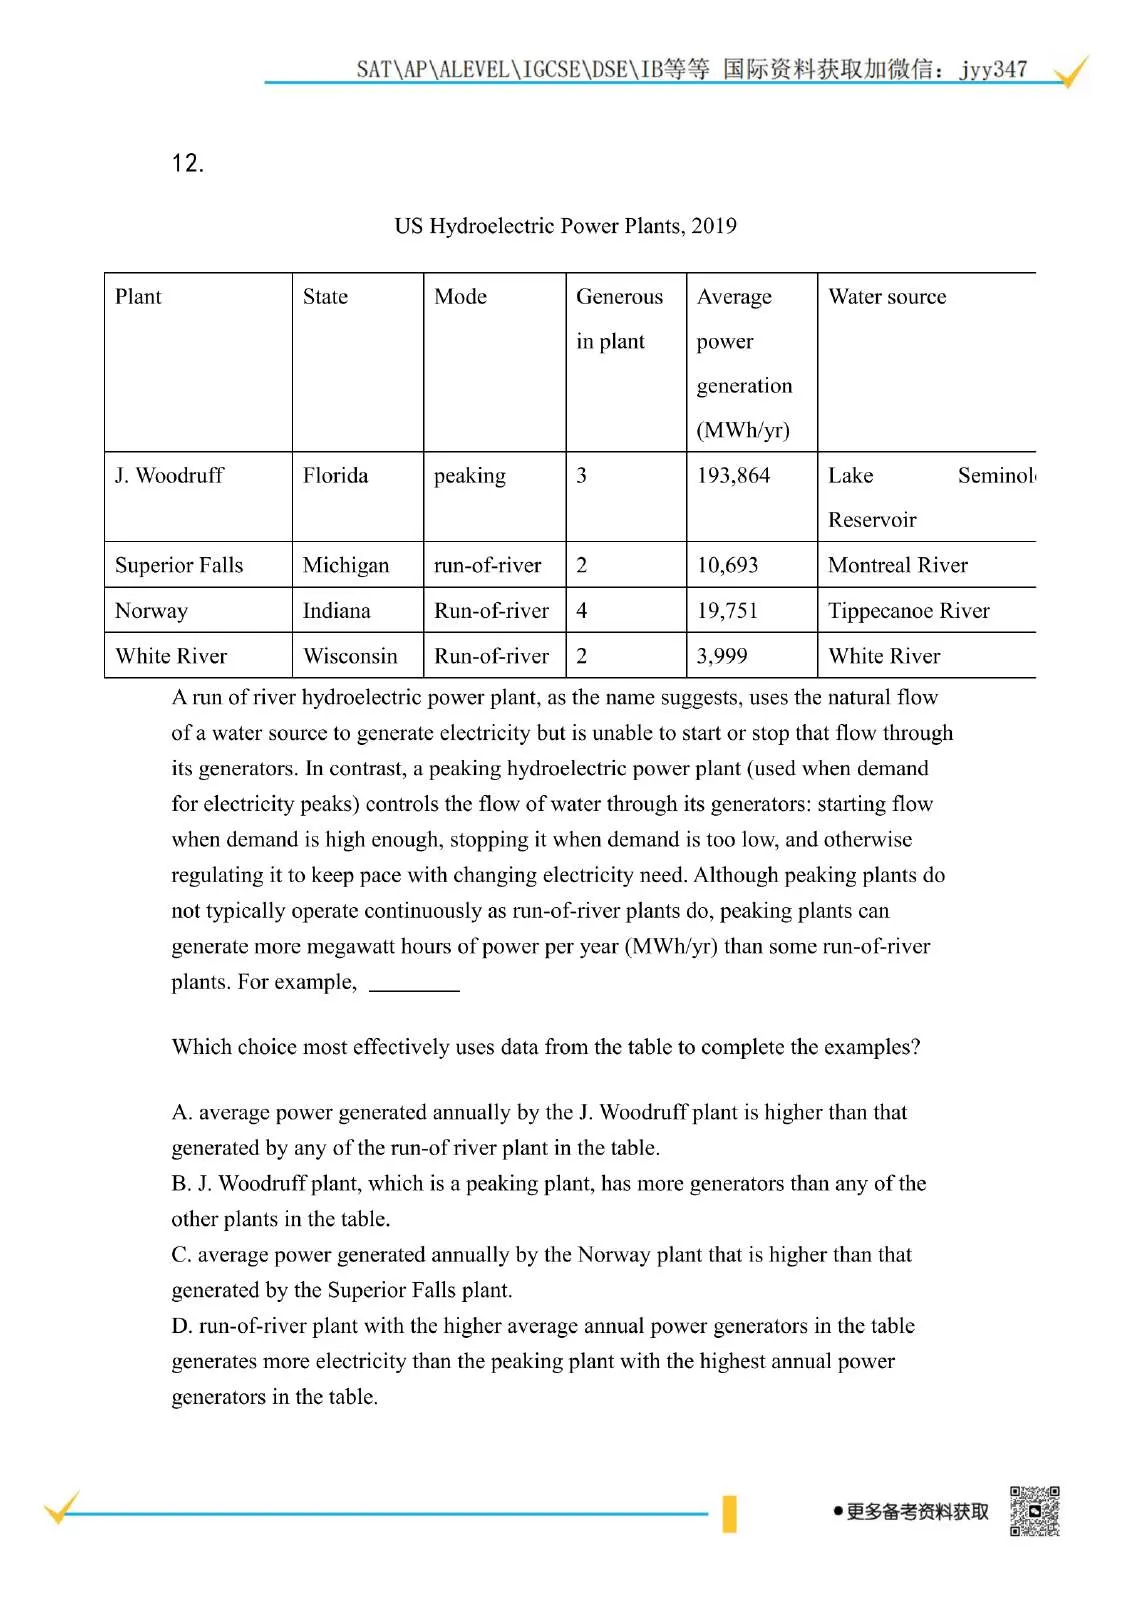 SAT\AP\ALEVEL\IGCSE\DSE\IB等等 国际资料获取加微信：jyy347
12.
US Hydroelectric Power Plants, 2019
Plant State Mode Generous Average Water source
in plant power
generation
(MWh/yr)
J. Woodruff Florida peaking 3 193,864 Lake Seminol
Reservoir
Superior Falls Michigan run-of-river 2 10,693 Montreal River
Norway Indiana Run-of-river 4 19,751 Tippecanoe River
White River Wisconsin Run-of-river 2 3,999 White River
A run of river hydroelectric power plant, as the name suggests, uses the natural flow
of a water source to generate electricity but is unable to start or stop that flow through
its generators. In contrast, a peaking hydroelectric power plant (used when demand
for electricity peaks) controls the flow of water through its generators: starting flow
when demand is high enough, stopping it when demand is too low, and otherwise
regulating it to keep pace with changing electricity need. Although peaking plants do
not typically operate continuously as run-of-river plants do, peaking plants can
generate more megawatt hours of power per year (MWh/yr) than some run-of-river
plants. For example, ________
Which choice most effectively uses data from the table to complete the examples?
A. average power generated annually by the J. Woodruff plant is higher than that
generated by any of the run-of river plant in the table.
B. J. Woodruff plant, which is a peaking plant, has more generators than any of the
other plants in the table.
C. average power generated annually by the Norway plant that is higher than that
generated by the Superior Falls plant.
D. run-of-river plant with the higher average annual power generators in the table
generates more electricity than the peaking plant with the highest annual power
generators in the table.
•更多备考资料获取